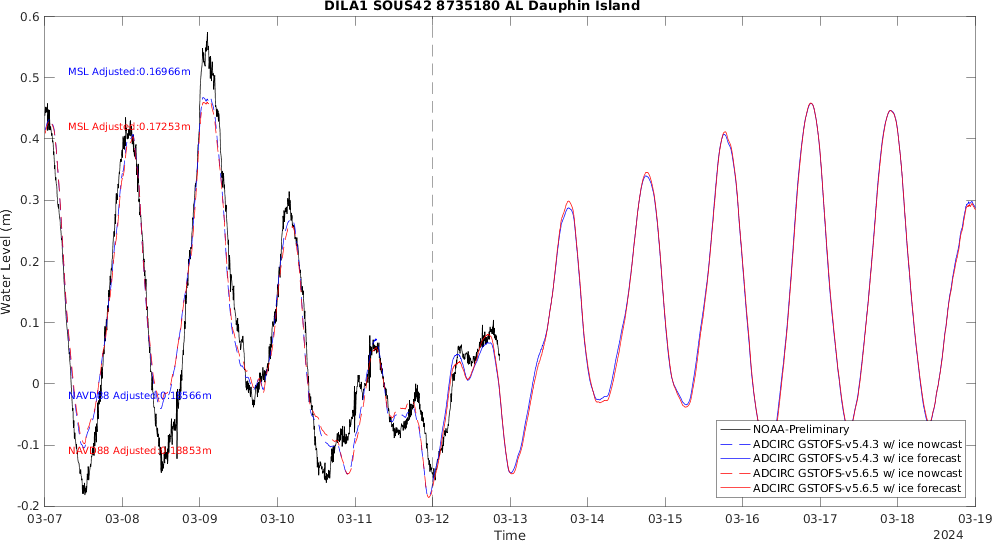 DILA1 SOUS42 8735180 AL Dauphin Island
Water Level (m)
0.6
0.5
0.4
0.3
0.2
0.1
0
-0.1
-0.2
MSL Adjusted:0.16966m
MSL Adjusted:0.17253m
NAVD88 Adjusted:0.13566m
NAVD88 Adjusted:0.13853m
NOAA-Preliminary
ADCIRC GSTOFS-v5.4.3 w/ ice nowcast
ADCIRC GSTOFS-v5.4.3 w/ ice forecast
ADCIRC GSTOFS-v5.6.5 w/ ice nowcast
ADCIRC GSTOFS-v5.6.5 w/ ice forecast
03-07 03-08 03-09 03-10 03-11 03-12 03-13 03-14 03-15 03-16 03-17 03-18 03-19
Time
2024